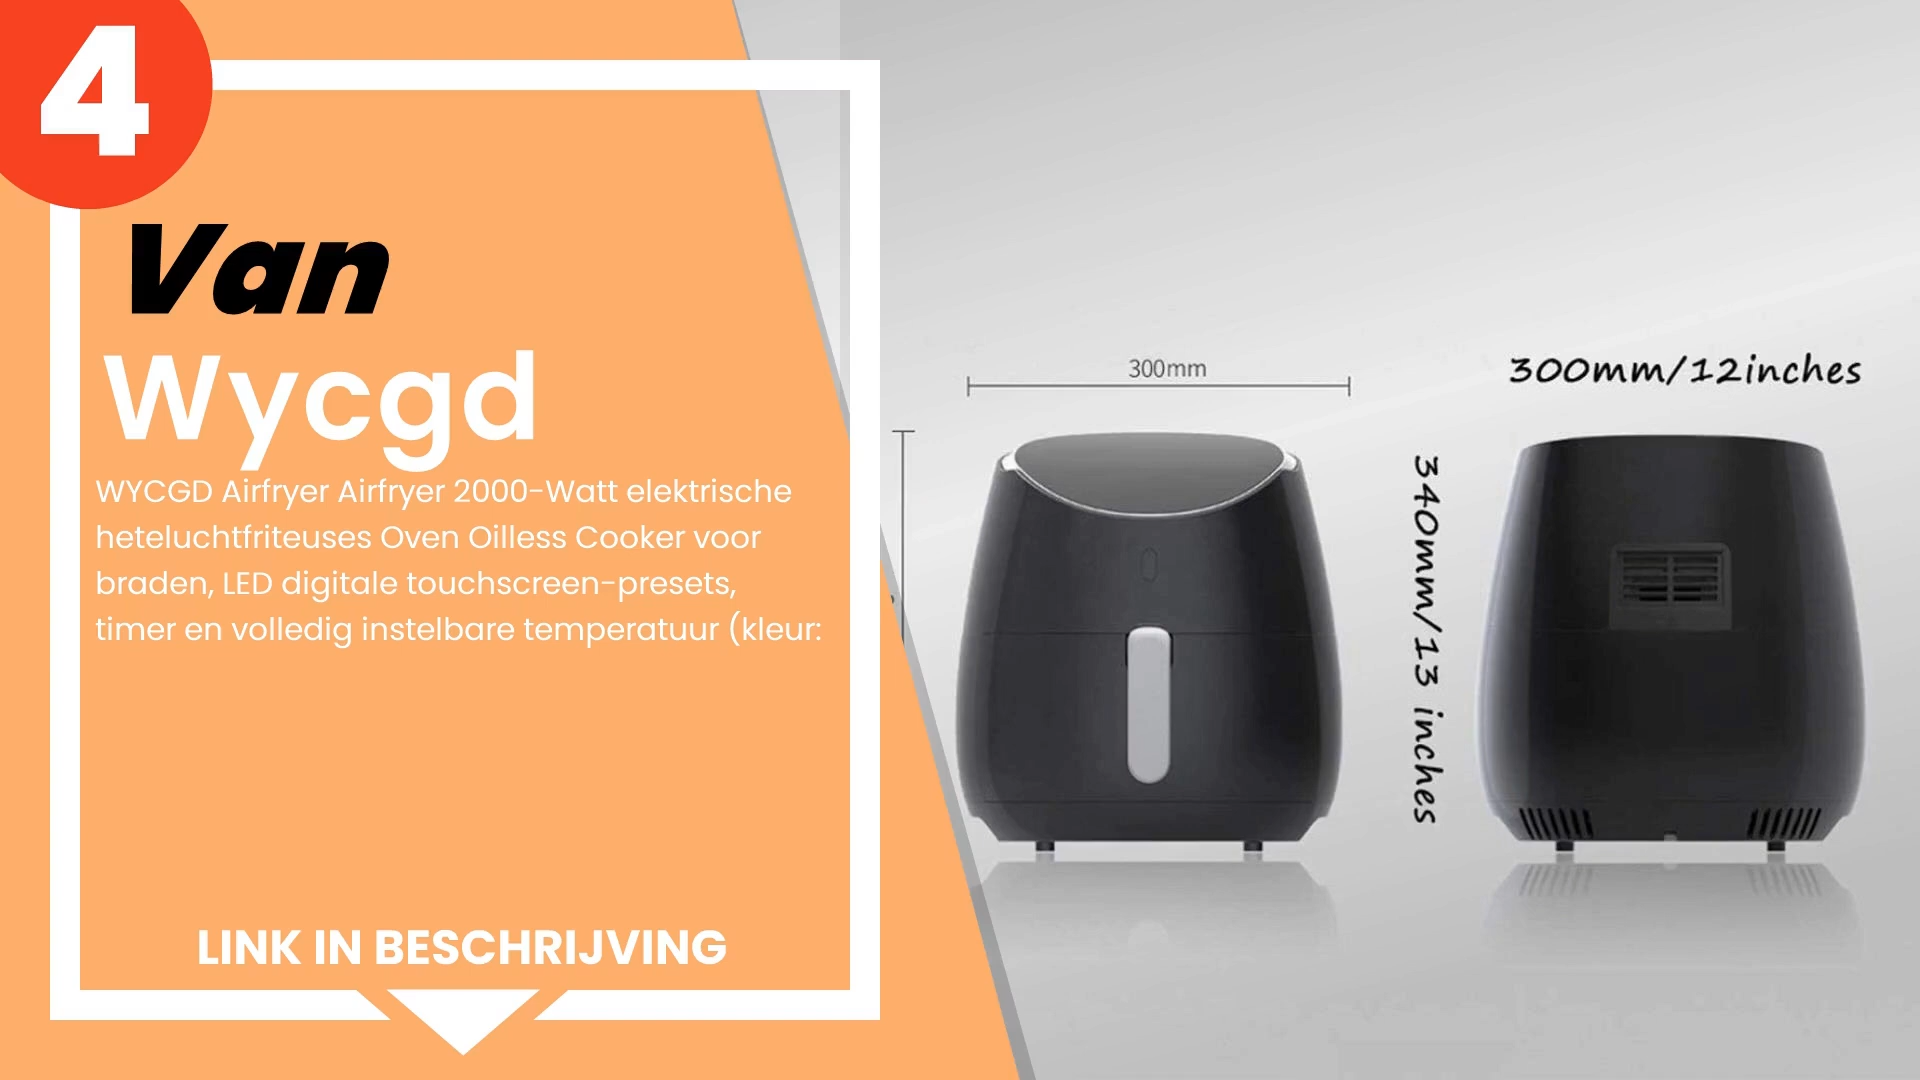 4
Van
Wycgd
WYCGD Airfryer Airfryer 2000-Watt elektrische
heteluchtfriteuses Oven Oilless Cooker voor
braden, LED digitale touchscreen-presets,
timer en volledig instelbare temperatuur (kleur:
LINK IN BESCHRIJVING
300mm
300mm/12inches
340mm/13 inches